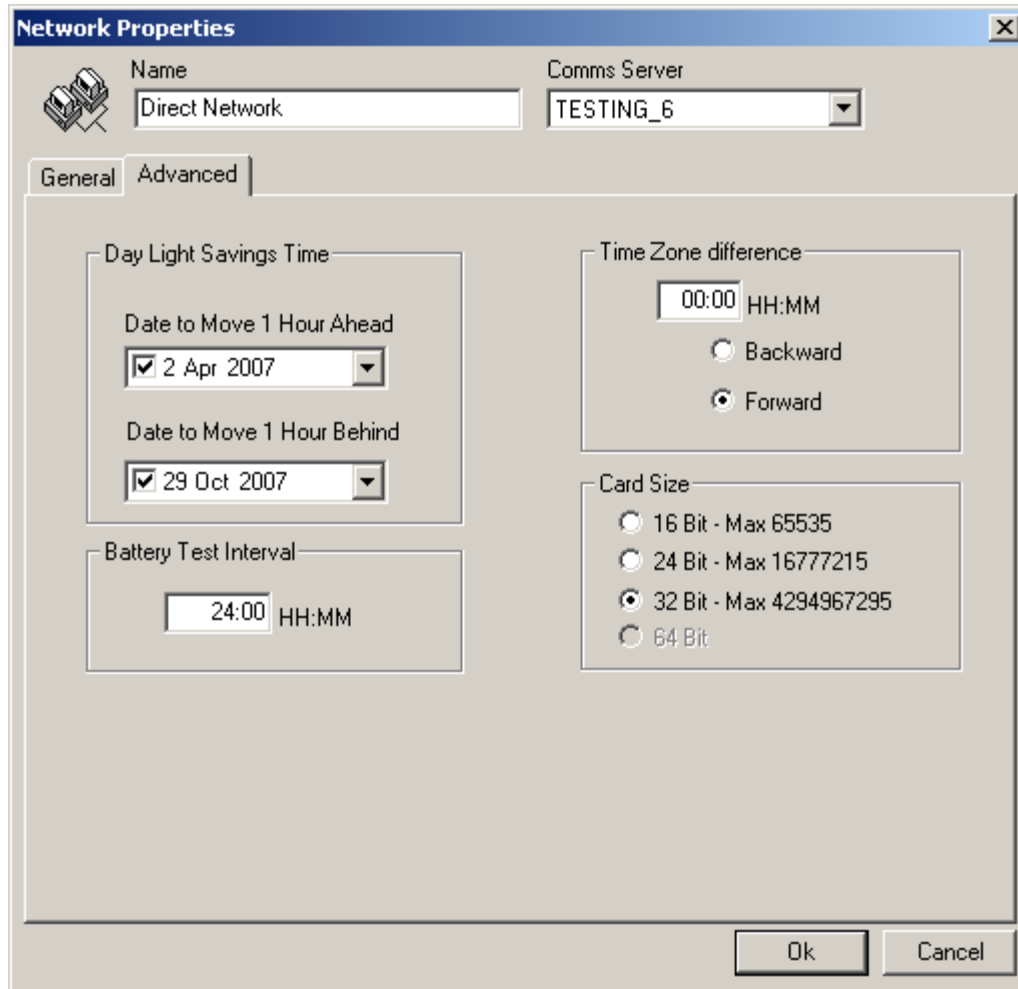 Network Properties
Name
Comms Server
Direct Network
TESTING_6
General
Advanced
Day Light Savings Time
Date to Move 1 Hour Ahead
2 Apr 2007
Date to Move 1 Hour Behind
29 Oct 2007
Battery Test Interval
24:00 HH:MM
Time Zone difference
00:00 HH:MM
Backward
Forward
Card Size
16 Bit - Max 65535
24 Bit - Max 16777215
32 Bit - Max 4294967295
64 Bit
Ok
Cancel